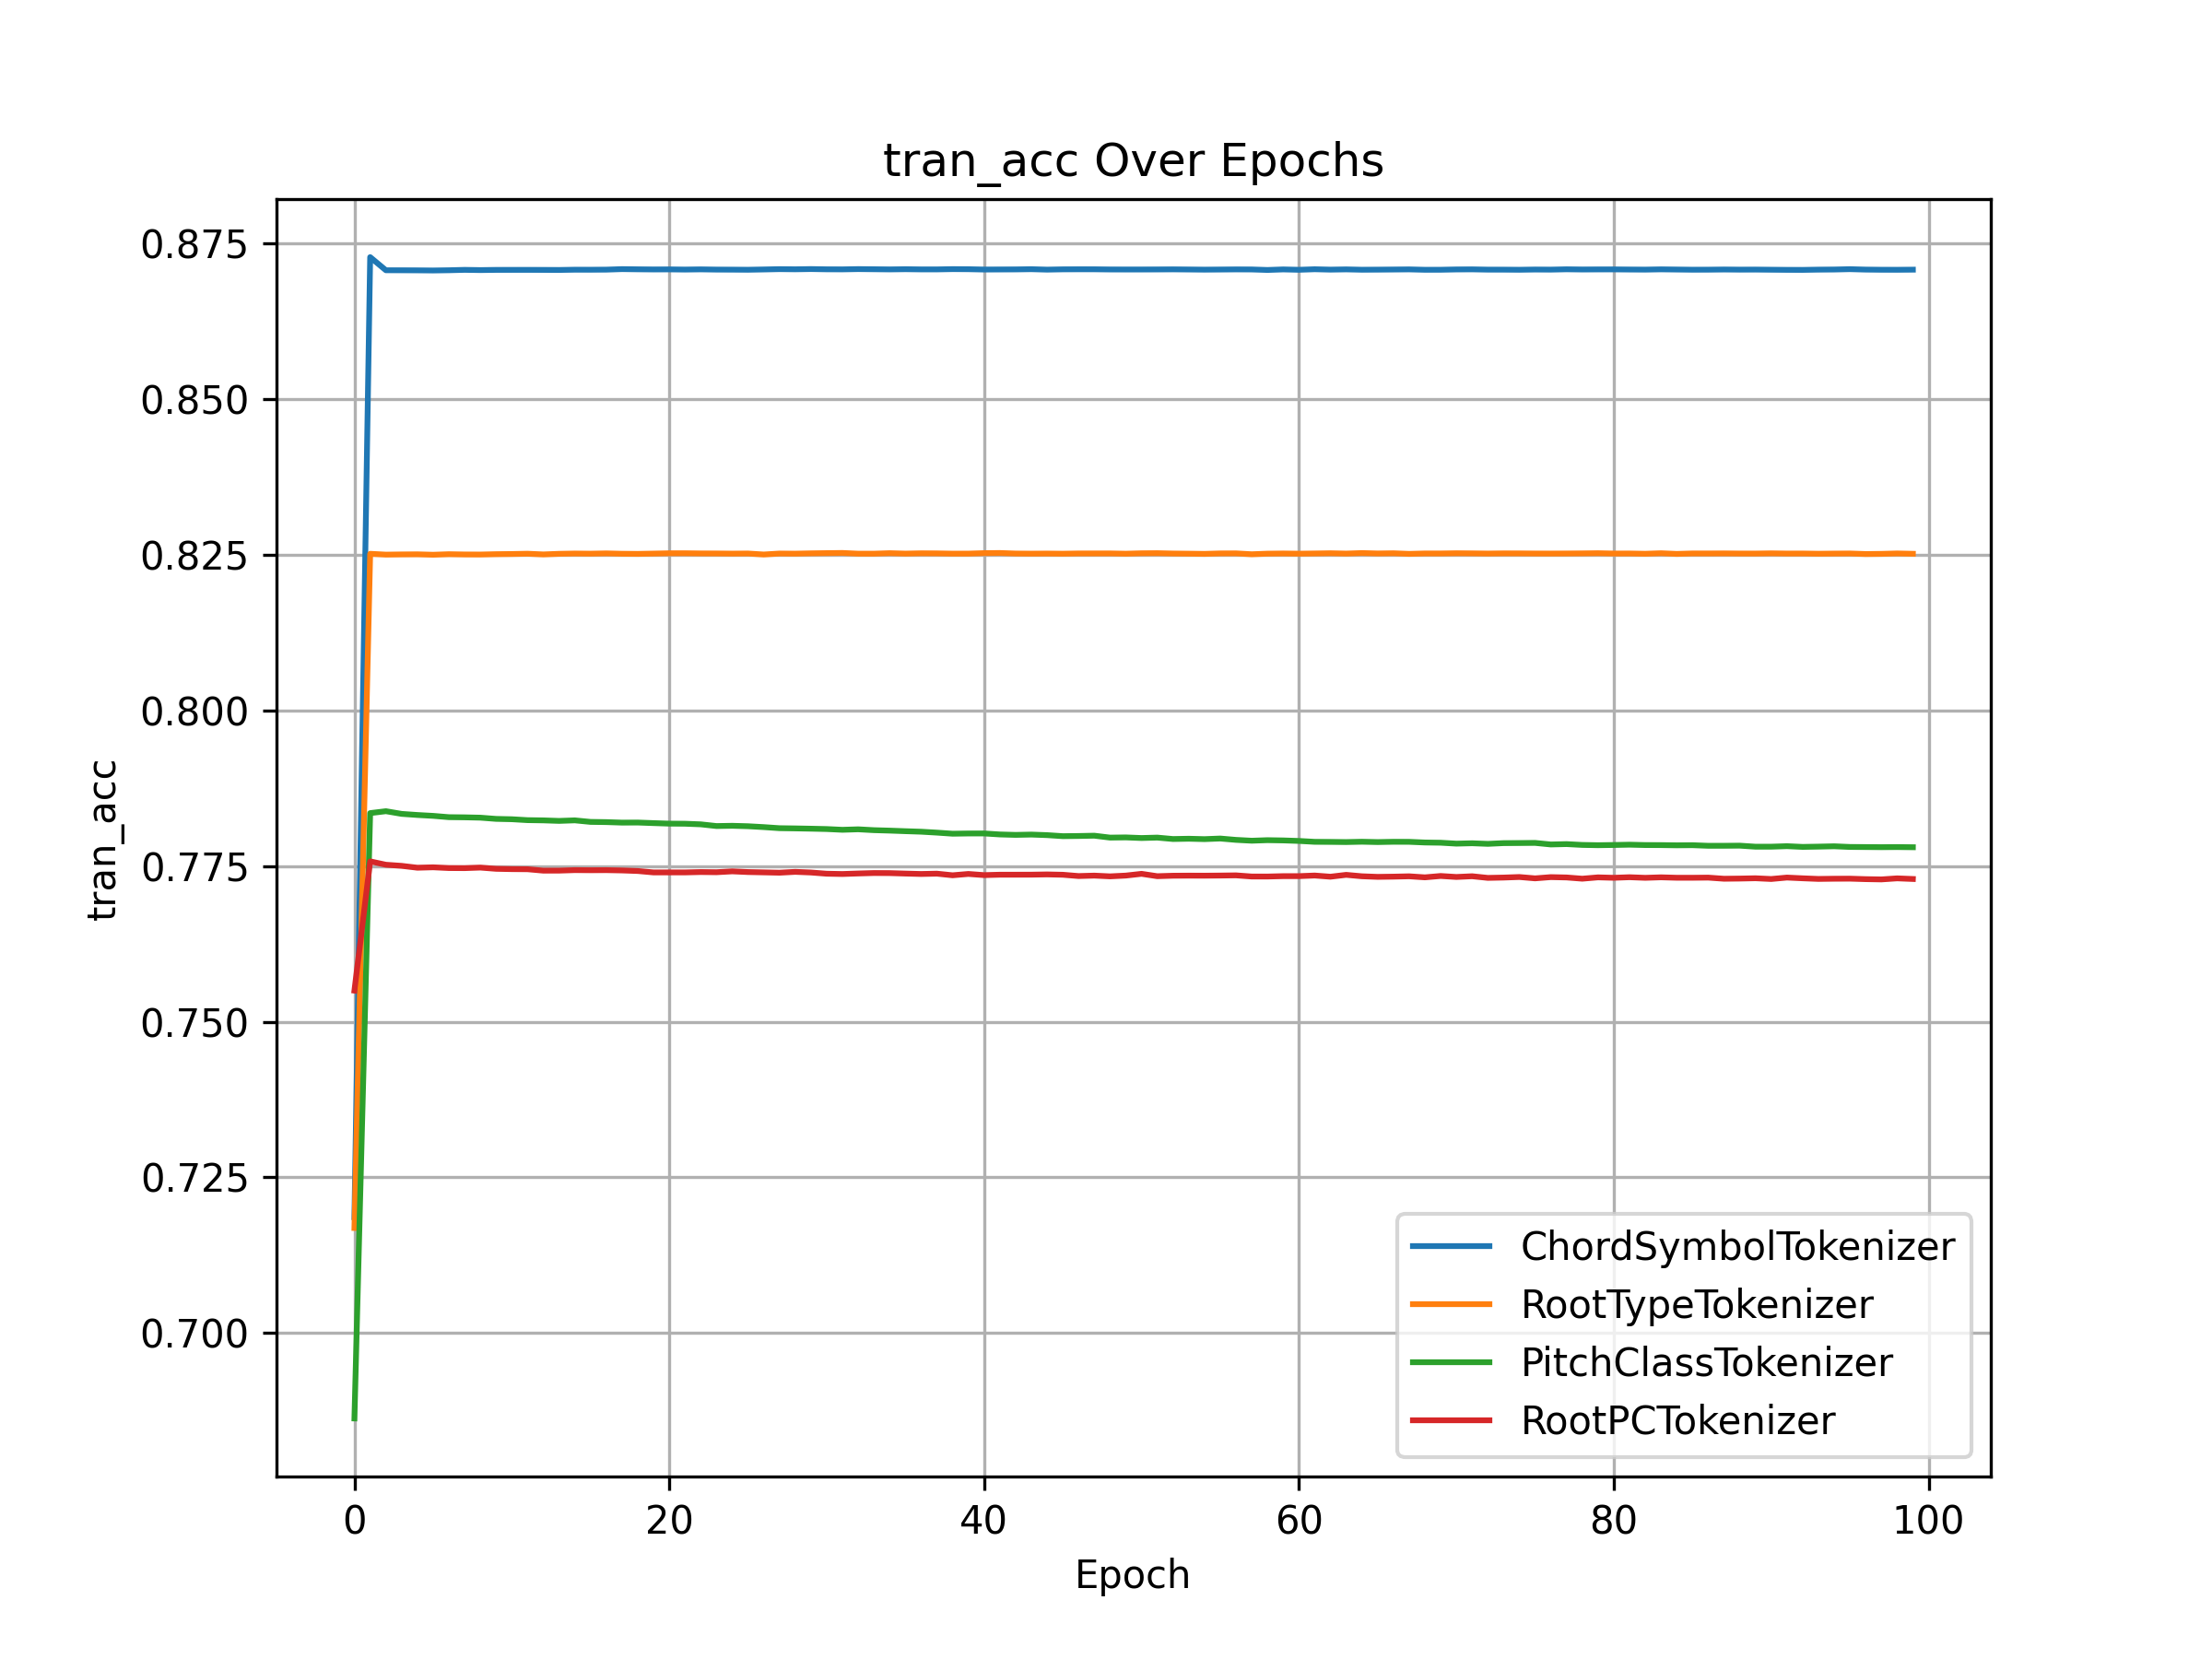 tran_acc Over Epochs
0.875
0.850
0.825
0.800
0.775
0.750
0.725
0.700
tran_acc
0 20 40 60 80 100
Epoch
ChordSymbolTokenizer
RootTypeTokenizer
PitchClassTokenizer
RootPCTokenizer